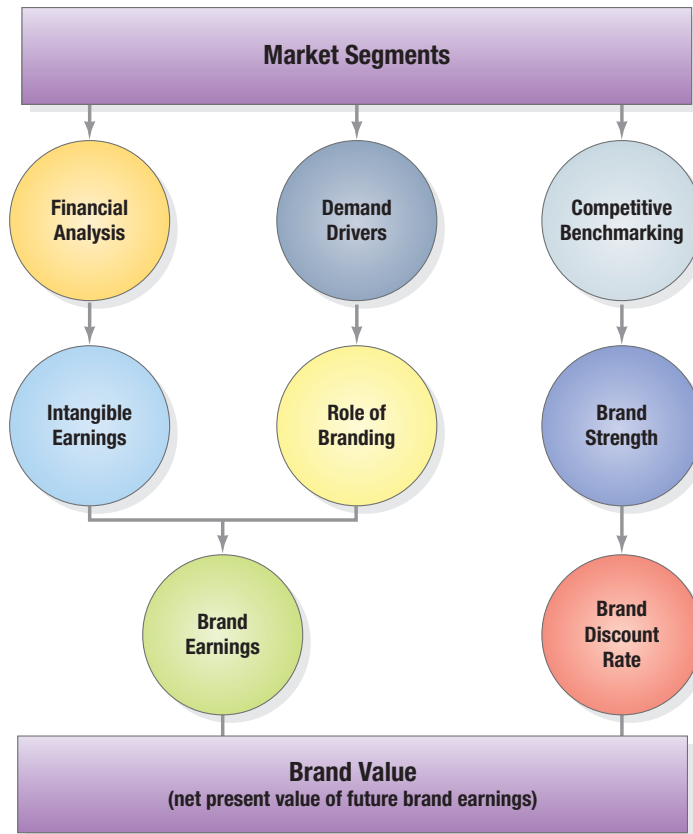 Market Segments
Financial
Analysis
Demand
Drivers
Competitive
Benchmarking
Intangible
Earnings
Role of
Branding
Brand
Strength
Brand
Earnings
Brand
Discount
Rate
Brand Value
(net present value of future brand earnings)